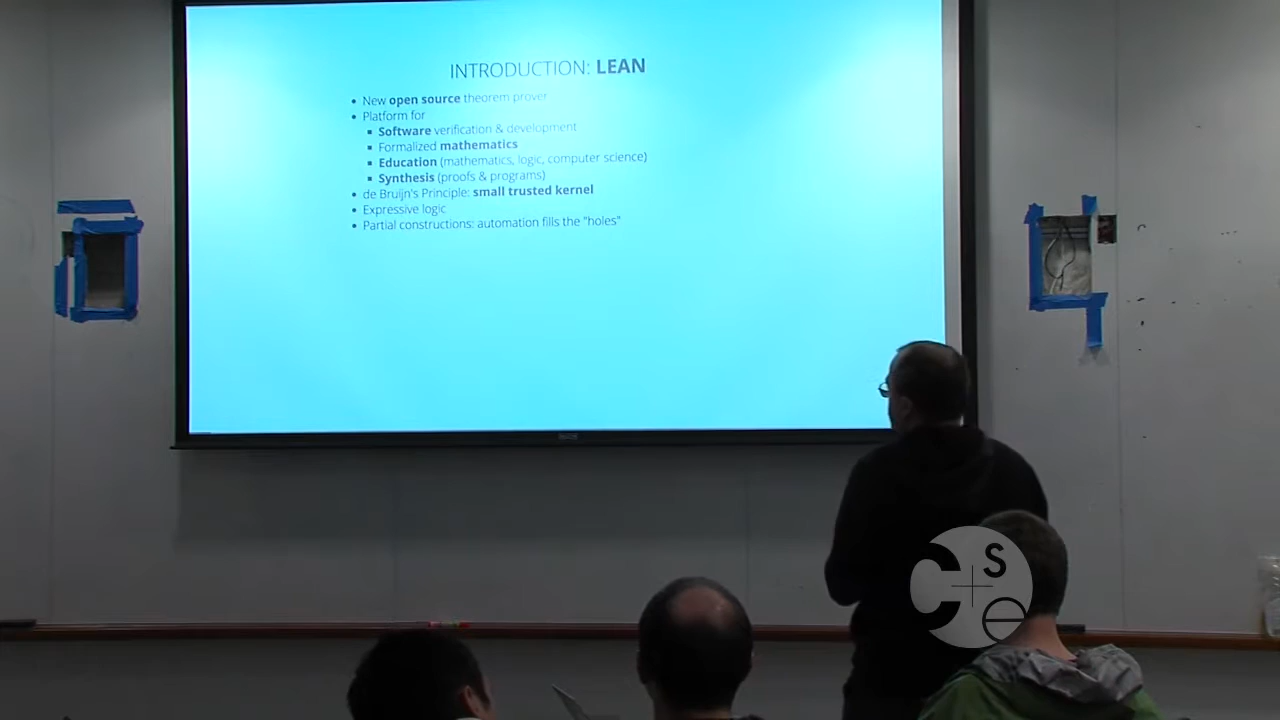 INTRODUCTION: LEAN
New open source theorem prover
Platform for
Software verification & development
Formalized mathematics
Education (mathematics, logic, computer science)
Synthesis (proofs & programs)
de Bruijn's Principle: small trusted kernel
Expressive logic
Partial constructions: automation fills the "holes"
C
s
e